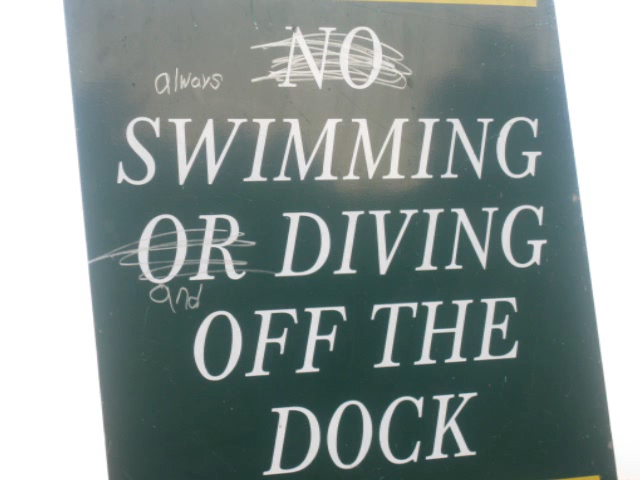 always NO
SWIMMING
OR DIVING
and
OFF THE
DOCK